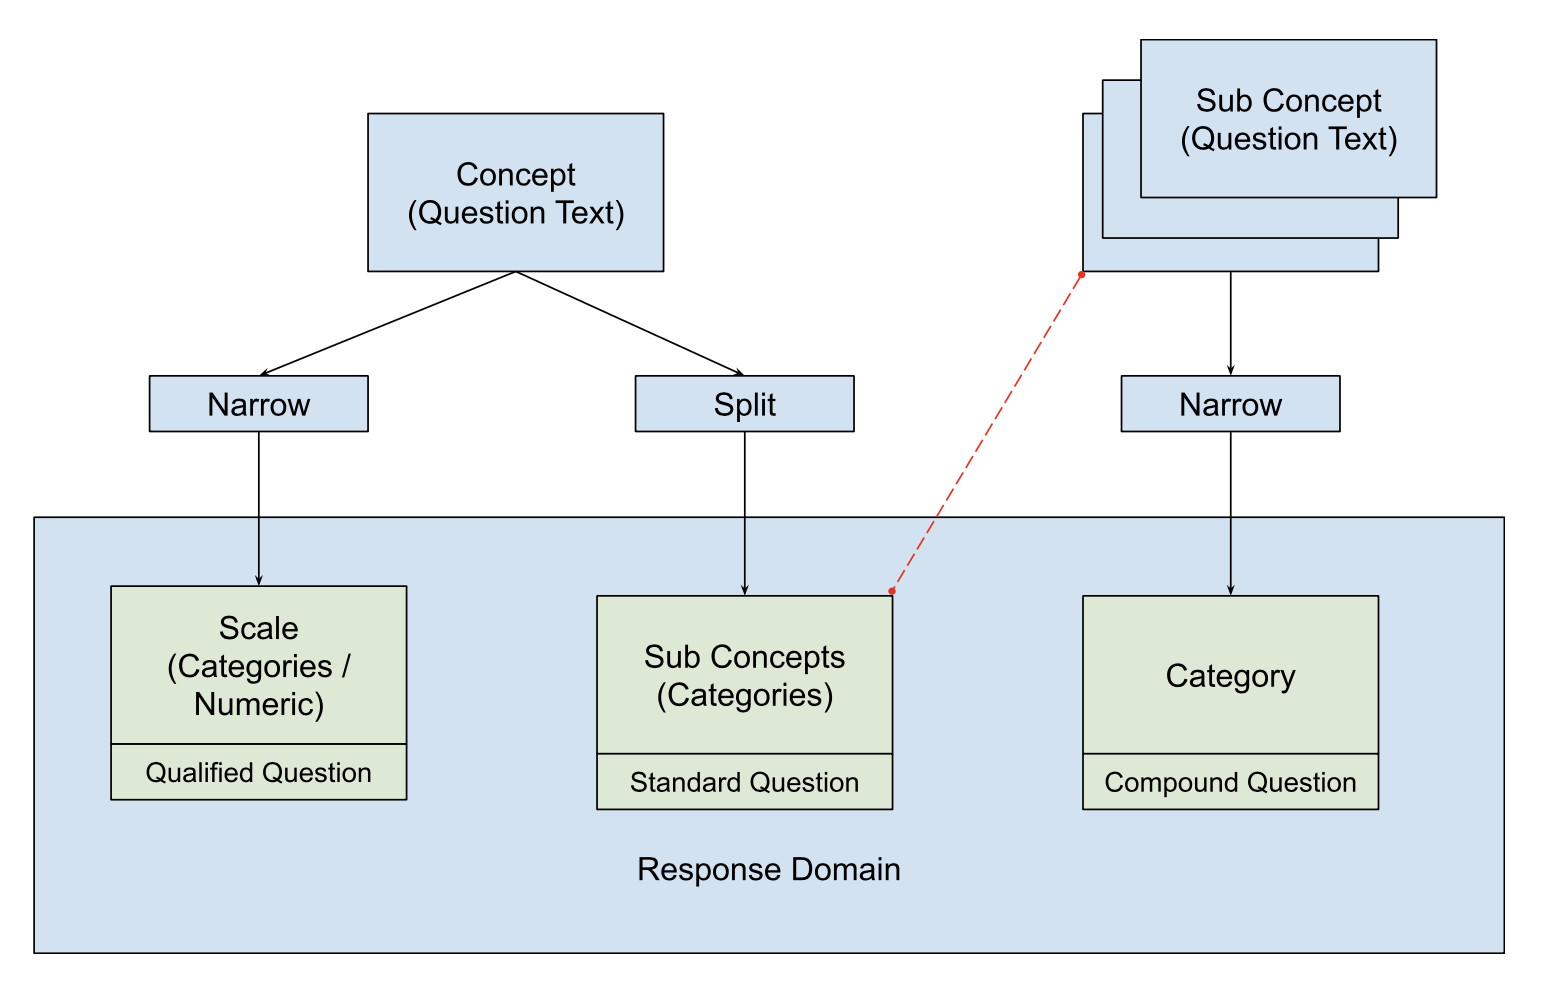 Sub Concept
(Question Text)
Concept
(Question Text)
Narrow
Split
Narrow
Scale
(Categories /
Numeric)
Qualified Question
Sub Concepts
(Categories)
Standard Question
Category
Compound Question
Response Domain